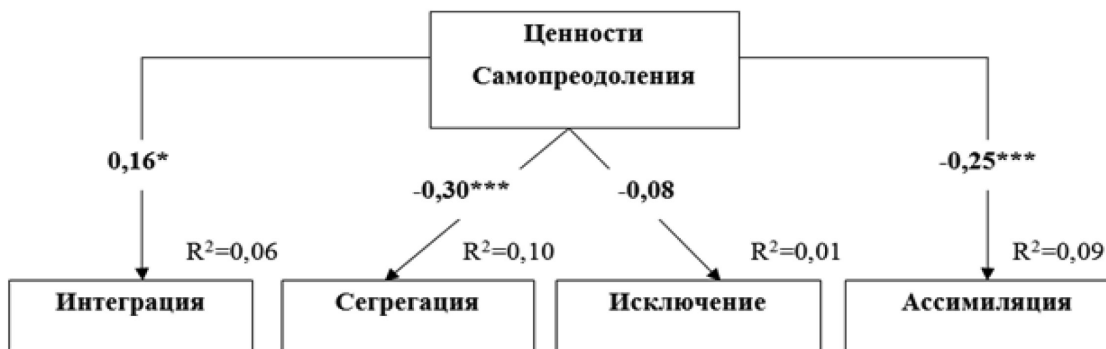 Ценности
Самопреодоления
0,16*
-0,30***
-0,08
-0,25***
R²=0,06
R²=0,10
R²=0,01
R²=0,09
Интеграция
Сегрегация
Исключение
Ассимиляция